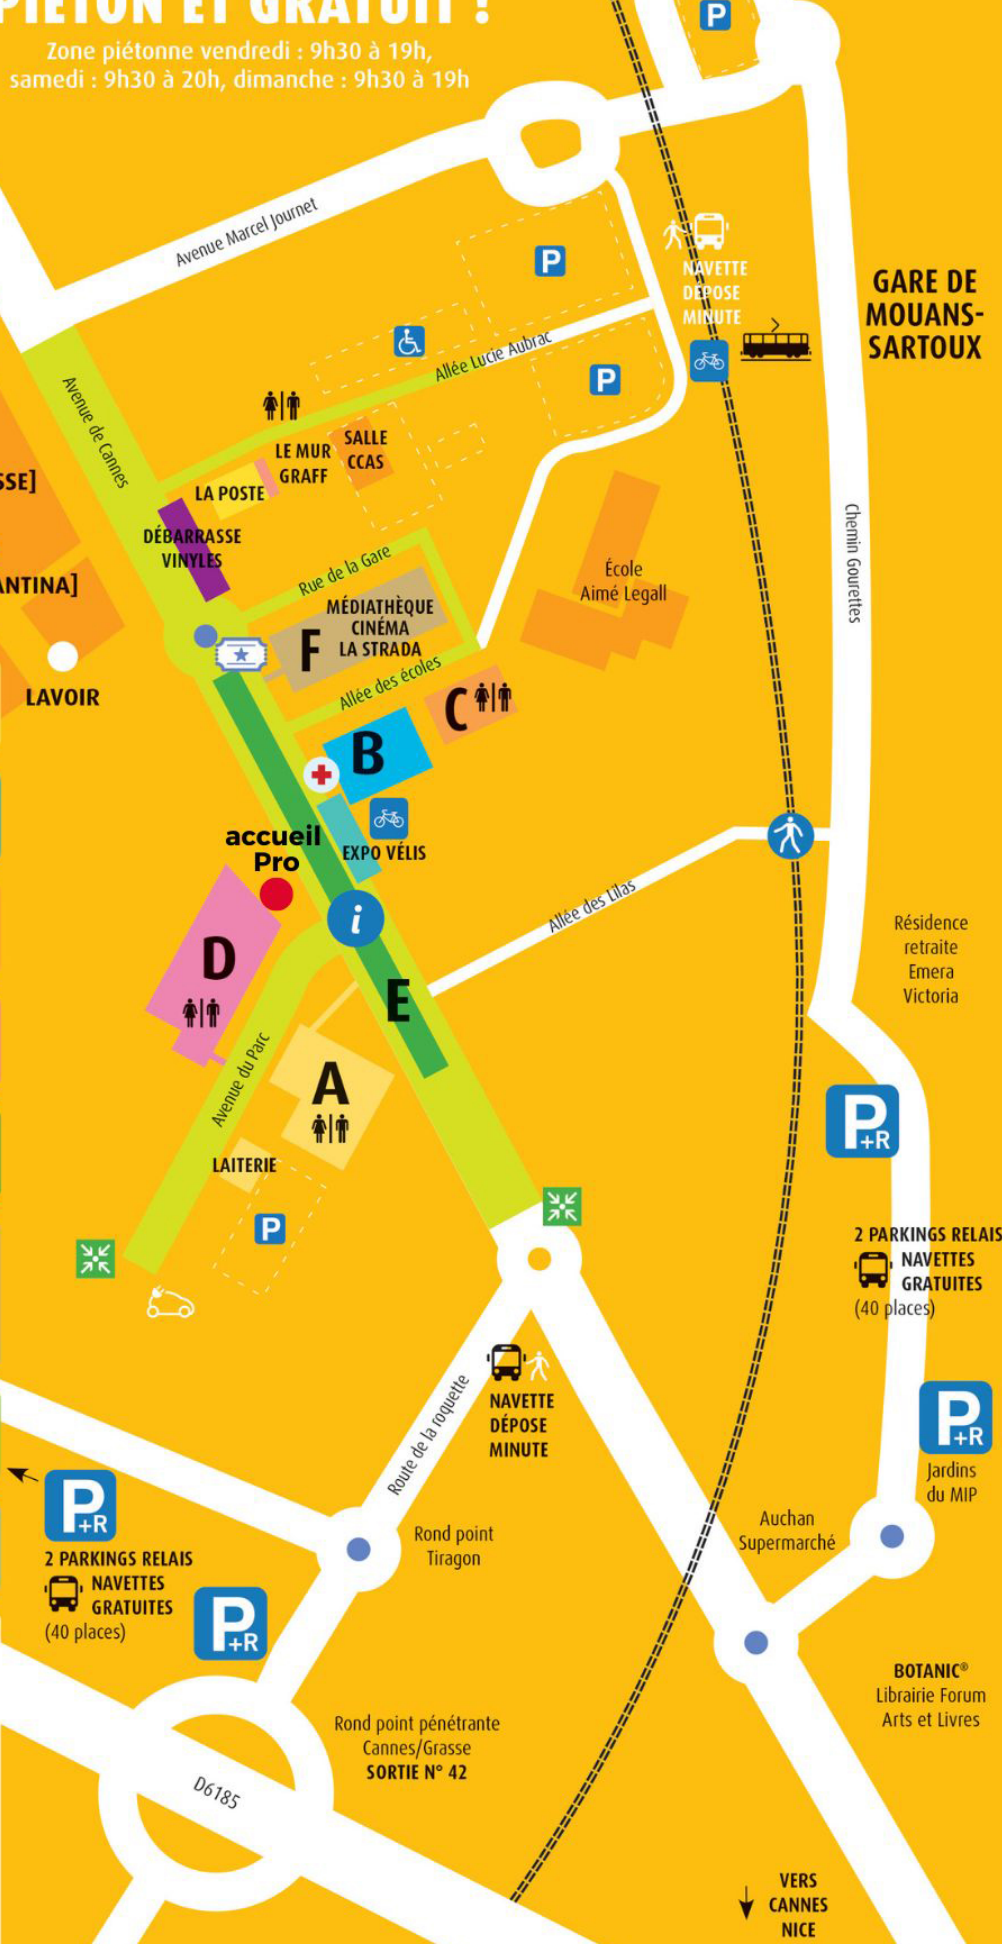 PIÉTON ET GRATUIT !
Zone piétonne vendredi : 9h30 à 19h,
samedi : 9h30 à 20h, dimanche : 9h30 à 19h
P
Avenue Marcel Journet
P
NAVETTE
DÉPOSE
MINUTE
GARE DE
MOUANS-
SARTOUX
Allée Lucie Aubrac
P
Avenue de Cannes
LE MUR
GRAFF
SALLE
CCAS
SSE]
LA POSTE
DÉBARRASSE
VINYLES
Chemin Gourettes
Rue de la Gare
École
Aimé Legall
ANTINA]
MÉDIATHÈQUE
CINÉMA
LA STRADA
F
LAVOIR
Allée des écoles
C
B
accueil
Pro
EXPO VÉLIS
i
Allée des Lilas
D
E
Résidence
retraite
Emera
Victoria
Avenue du Parc
A
P
+R
LAITERIE
P
2 PARKINGS RELAIS
NAVETTES
GRATUITES
(40 places)
NAVETTE
DÉPOSE
MINUTE
Route de la roquette
P
+R
Jardins
du MIP
Auchan
Supermarché
Rond point
Tiragon
P
+R
2 PARKINGS RELAIS
NAVETTES
GRATUITES
(40 places)
P
+R
BOTANIC®
Librairie Forum
Arts et Livres
Rond point pénétrante
Cannes/Grasse
SORTIE N° 42
D6185
VERS
CANNES
NICE